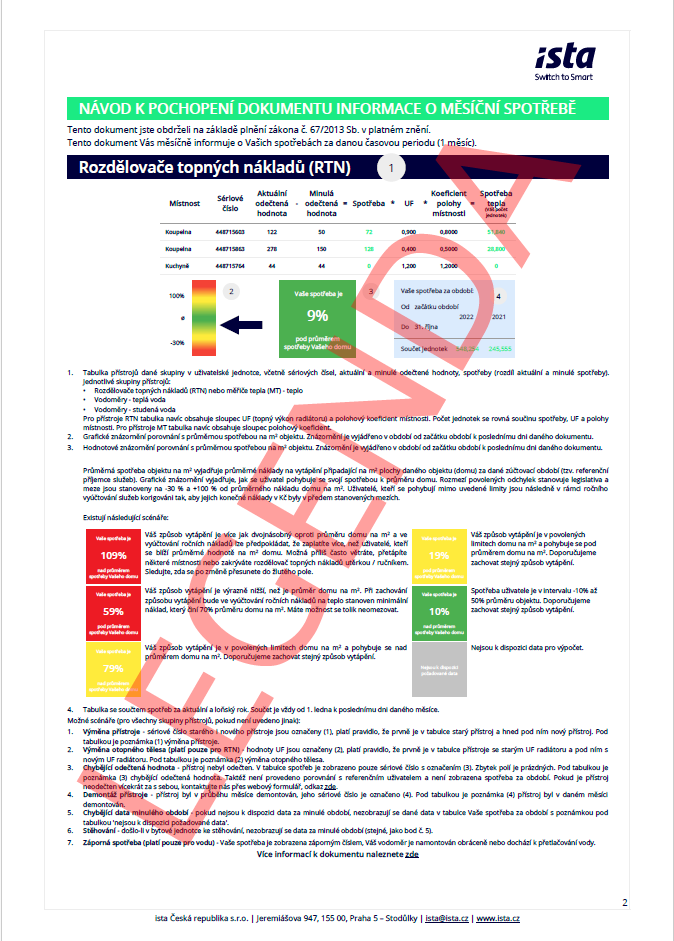 ista
Switch to Smart
NÁVOD K POCHOPENÍ DOKUMENTU INFORMACE O MĚSÍČNÍ SPOTŘEBĚ
Tento dokument jste obdrželi na základě plnění zákona č. 67/2013 Sb. v platném znění.
Tento dokument Vás měsíčně informuje o Vašich spotřebách za danou časovou periodu (1 měsíc).
Rozdělovače topných nákladů (RTN) 1
Místnost Sériové číslo Aktuální odečtená hodnota - Minulá odečtená hodnota = Spotřeba * UF * Koeficient polohy místnosti = Spotřeba tepla
Koupelna 448715603 122 50 72 0,900 0,8000 51,840
Koupelna 448715863 278 150 128 0,400 0,5000 28,800
Kuchyně 448715764 44 44 0 1,200 1,2000 0
100%
ø
-30%
2
Vaše spotřeba je
9%
pod průměrem
spotřeby Vašeho domu
3
Vaše spotřeba za období:
4
Od začátku období
2022 2021
Do 31. října
Součet jednotek 245,555
1. Tabulka přístrojů dané skupiny v uživatelské jednotce, včetně sériových čísel, aktuální a minulé odečtené hodnoty, spotřeby (rozdíl aktuální a minulé spotřeby).
Jednotlivé skupiny přístrojů:
• Rozdělovače topných nákladů (RTN) nebo měřiče tepla (MT) - teplo
• Vodoměry - teplá voda
• Vodoměry - studená voda
Pro přístroje RTN tabulka navíc obsahuje sloupec UF (topný výkon radiátoru) a polohový koeficient místnosti. Počet jednotek se rovná součinu spotřeby, UF a polohy
místnosti. Pro přístroje MT tabulka navíc obsahuje sloupec polohový koeficient.
2. Grafické znázornění porovnání s průměrnou spotřebou na m² objektu. Znázornění je vyjádřeno v období od začátku období k poslednímu dni daného měsíce.
3. Hodnotové znázornění porovnání s průměrnou spotřebou na m² objektu. Znázornění je vyjádřeno v období od začátku období k poslednímu dni daného měsíce.
Průměrná spotřeba objektu na m² vyjadřuje průměrné náklady na vytápění připadající na m² plochy daného objektu (domu) za dané zúčtovací období (tzv. referenční
příjemce služeb). Grafické znázornění vyjadřuje, jak se uživatel pohybuje se svojí spotřebou k průměru domu. Rozmezí povolených odchylek stanovuje legislativa a
meze jsou stanoveny na -30 % a +100 % od průměrného nákladu domu na m². Uživatelé, kteří se pohybují mimo uvedené limity jsou následně v rámci ročního
vyúčtování služeb korigováni tak, aby jejich konečné náklady v Kč byly v předem stanovených mezích.
Existují následující scénáře:
Vaše spotřeba je
109%
nad průměrem
spotřeby Vašeho domu
Váš způsob vytápění je více jak dvojnásobný oproti průměru domu na m² a ve
vyúčtování ročních nákladů lze předpokládat, že zaplatíte více, než uživatelé, kteří
se blíží průměrné hodnotě na m² domu. Možná příliš často větráte, přetápíte
některé místnosti nebo zakrýváte rozdělovač topných nákladů utěrkou / ručníkem.
Sledujte, zda se po změně přesunete do žlutého pole.
Vaše spotřeba je
19%
pod průměrem
spotřeby Vašeho domu
Váš způsob vytápění je v povolených
limitech domu na m² a pohybuje se pod
průměrem domu na m². Doporučujeme
zachovat stejný způsob vytápění.
Vaše spotřeba je
59%
pod průměrem
spotřeby Vašeho domu
Váš způsob vytápění je výrazně nižší, než je průměr domu. Při zachování
způsobu vytápění bude ve vyúčtování ročních nákladů na teplo stanoven minimální
náklad, který činí 70% průměru domu na m². Máte možnost se tolik neomezovat.
Vaše spotřeba je
10%
pod průměrem
spotřeby Vašeho domu
Spotřeba uživatele je v intervalu -10% až
50% průměru objektu. Doporučujeme
zachovat stejný způsob vytápění.
Vaše spotřeba je
79%
nad průměrem
spotřeby Vašeho domu
Váš způsob vytápění je v povolených limitech domu na m² a pohybuje se nad
průměrem domu na m². Doporučujeme zachovat stejný způsob vytápění.
Nejsou k dispozici
požadovaná data
Nejsou k dispozici data pro výpočet.
4. Tabulka se součtem spotřeb za aktuální a loňský rok. Součet je vždy od 1. ledna k poslednímu dni daného měsíce.
Možné scénáře (pro všechny skupiny přístrojů, pokud není uvedeno jinak):
1. Výměna přístroje - sériové číslo starého i nového přístroje jsou označeny (1), platí pravidlo, že prvně je v tabulce starý přístroj a hned pod ním nový přístroj. Pod
tabulkou je poznámka (1) výměna přístroje.
2. Výměna otopného tělesa (platí pouze pro RTN) - hodnoty UF jsou označeny (2), platí pravidlo, že prvně je v tabulce přístroj se starým UF radiátoru a pod ním s
novým UF radiátoru. Pod tabulkou je poznámka (2) výměna otopného tělesa.
3. Chybějící odečtená hodnota - přístroj nebyl odečten. V tabulce spotřeb je zobrazeno pouze sériové číslo s označením (3). Zbytek polí je prázdných. Pod tabulkou je
poznámka (3) chybějící odečtená hodnota. Taktéž není provedeno porovnání s referenčním uživatelem a není zobrazena spotřeba za období. Pokud je přístroj
neodečten vícekrát za s sebou, kontaktujte nás přes webový formulář, odkaz zde.
4. Demontáž přístroje - přístroj byl v průběhu měsíce demontován, jeho sériové číslo je označeno (4). Pod tabulkou je poznámka (4) přístroj byl v daném měsíci
demontován.
5. Chybějící data minulého období - pokud nejsou k dispozici data za minulé období, nezobrazují se dané data v tabulce Vaše spotřeba za období s poznámkou pod
tabulkou 'nejsou k dispozici požadované data'.
6. Stěhování - došlo-li v bytové jednotce ke stěhování, nezobrazují se data za minulé období (stejné, jako bod č. 5).
7. Záporná spotřeba (platí pouze pro vodu) - Vaše spotřeba je zobrazena záporným číslem, Váš vodoměr je namontován obráceně nebo dochází k přetlačování vody.
Více informací k dokumentu naleznete zde
LEGENDA
2
ista Česká republika s.r.o. | Jeremiášova 947, 155 00, Praha 5 – Stodůlky | ista@ista.cz | www.ista.cz